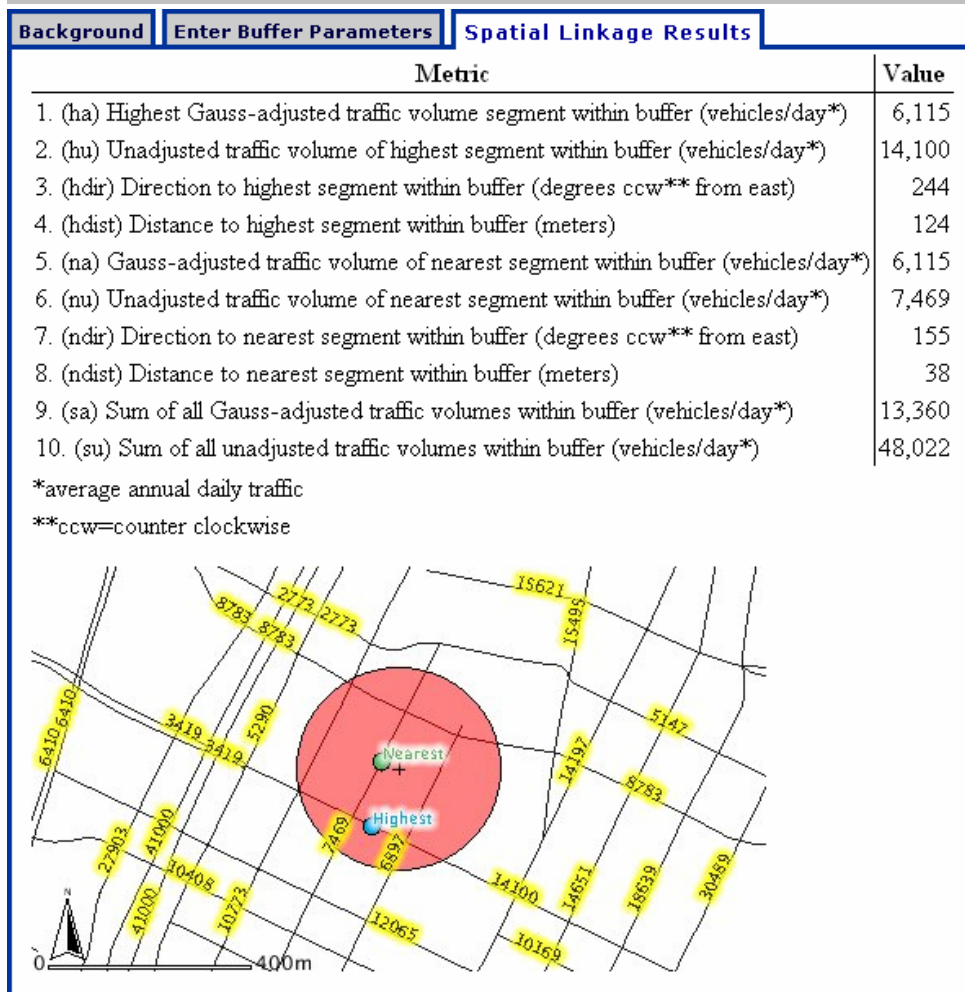 Background Enter Buffer Parameters Spatial Linkage Results
Metric Value
1. (ha) Highest Gauss-adjusted traffic volume segment within buffer (vehicles/day*) 6,115
2. (hu) Unadjusted traffic volume of highest segment within buffer (vehicles/day*) 14,100
3. (hdir) Direction to highest segment within buffer (degrees ccw** from east) 244
4. (hdist) Distance to highest segment within buffer (meters) 124
5. (na) Gauss-adjusted traffic volume of nearest segment within buffer (vehicles/day*) 6,115
6. (nu) Unadjusted traffic volume of nearest segment within buffer (vehicles/day*) 7,469
7. (ndir) Direction to nearest segment within buffer (degrees ccw** from east) 155
8. (ndist) Distance to nearest segment within buffer (meters) 38
9. (sa) Sum of all Gauss-adjusted traffic volumes within buffer (vehicles/day*) 13,360
10. (su) Sum of all unadjusted traffic volumes within buffer (vehicles/day*) 48,022
*average annual daily traffic
**ccw=counter clockwise
15621
2773 2773
8783 8783
15495
6410 6410
3419 3419
5290
5147
Nearest
14197
8783
Highest
7469
6897
27903
41000
41000
10408
10773
12065
14100
14651
18639
30489
10169
N
0 400m